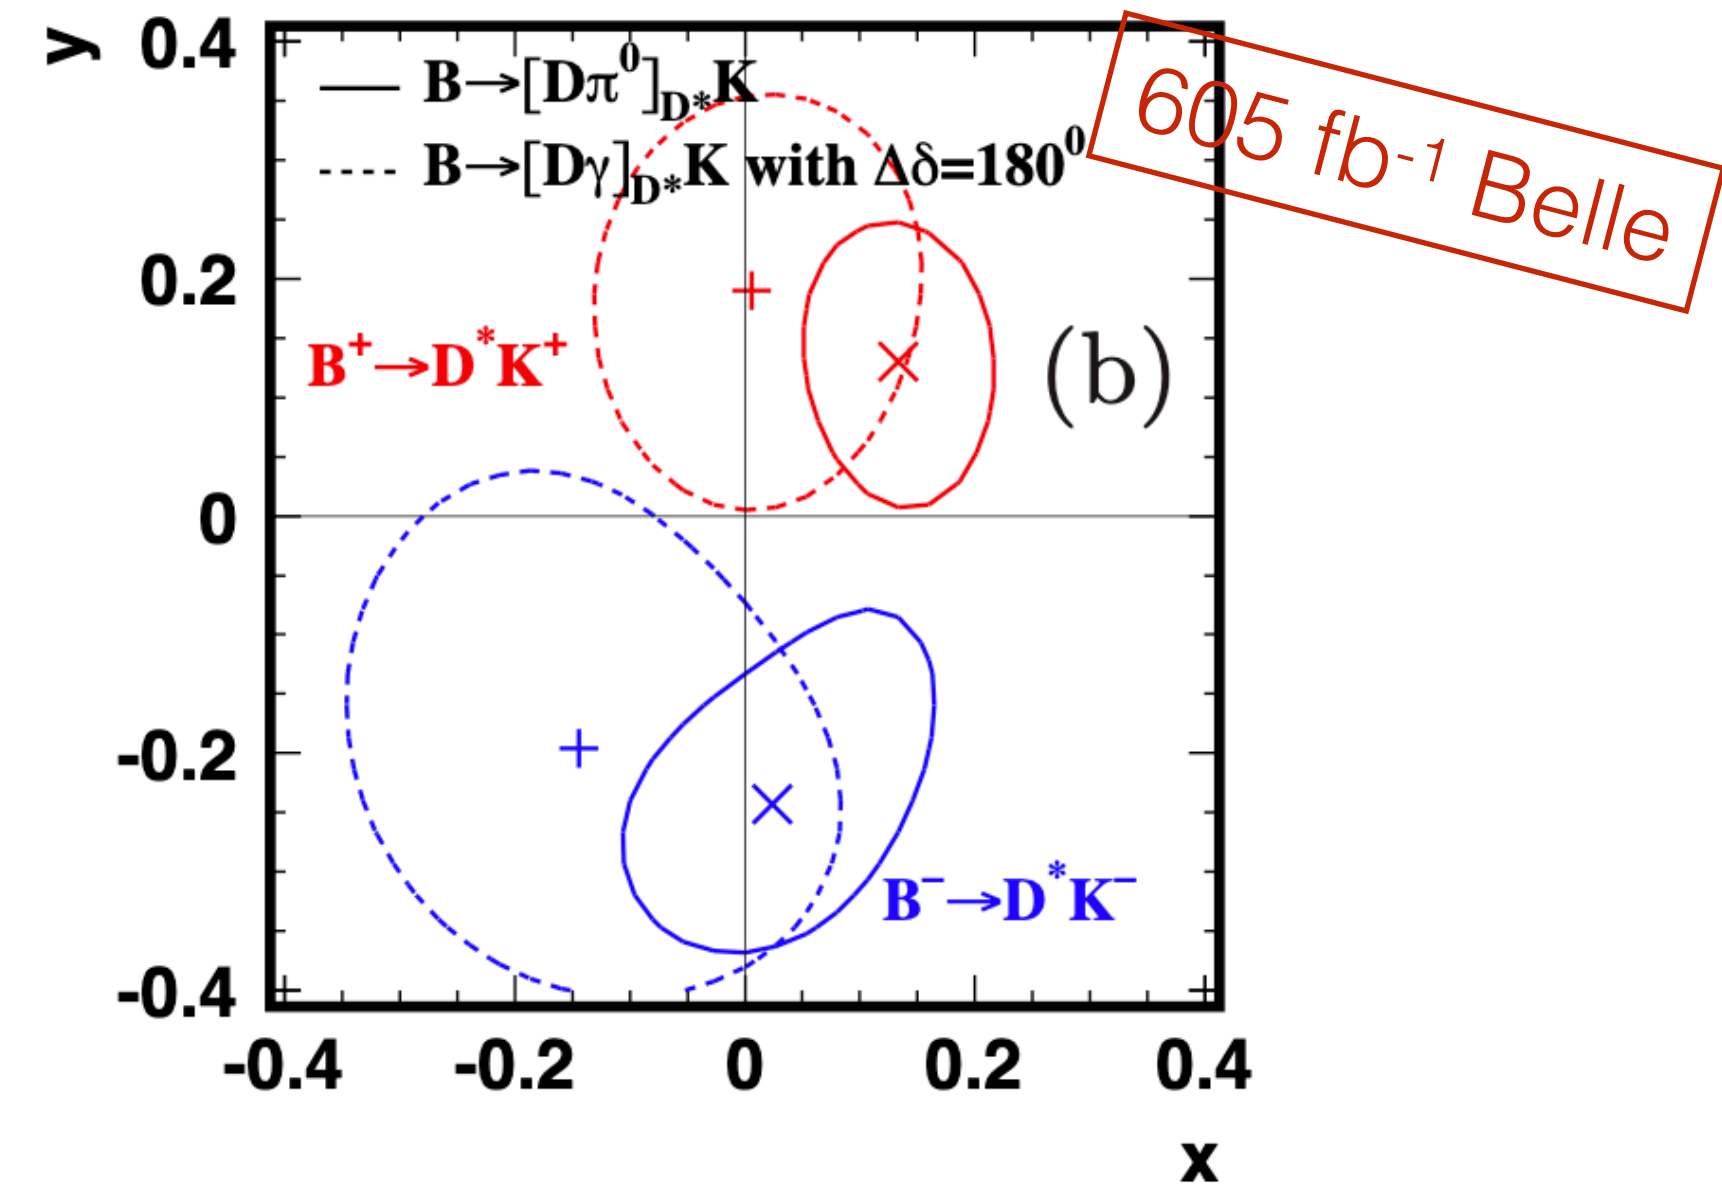 y
0.4
B→[Dπ⁰]D*K
B→[Dγ]D*K with Δδ=180⁰
605 fb-1 Belle
0.2
B⁺→D*K⁺
(b)
0
-0.2
B⁻→D*K⁻
-0.4
-0.4 -0.2 0 0.2 0.4
x